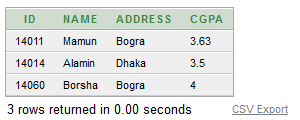 ID NAME ADDRESS CGPA
14011 Mamun Bogra 3.63
14014 Alamin Dhaka 3.5
14060 Borsha Bogra 4
3 rows returned in 0.00 seconds CSV Export